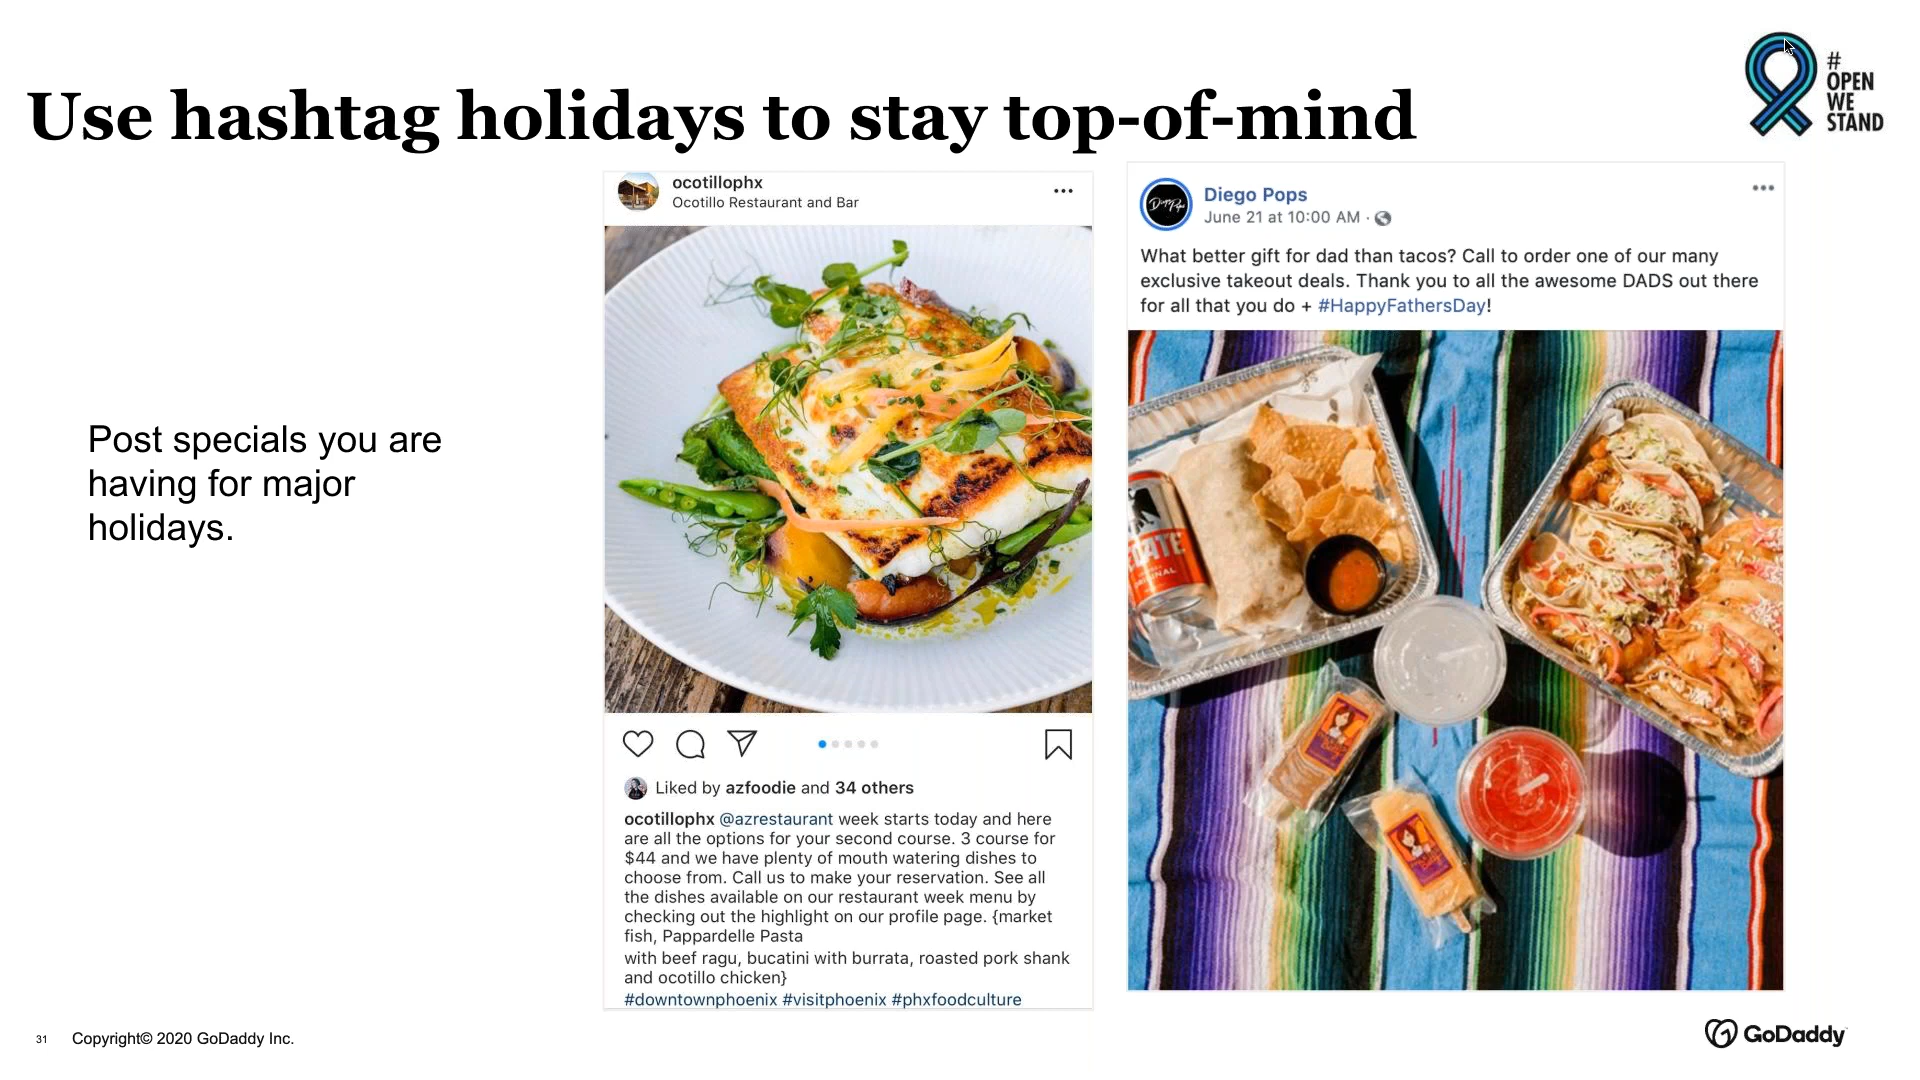 Use hashtag holidays to stay top-of-mind
#
OPEN
WE
STAND
Post specials you are
having for major
holidays.
ocotillophx
Ocotillo Restaurant and Bar
Liked by azfoodie and 34 others
ocotillophx @azrestaurant week starts today and here
are all the options for your second course. 3 course for
$44 and we have plenty of mouth watering dishes to
choose from. Call us to make your reservation. See all
the dishes available on our restaurant week menu by
checking out the highlight on our profile page. {market
fish, Pappardelle Pasta
with beef ragu, bucatini with burrata, roasted pork shank
and ocotillo chicken}
#downtownphoenix #visitphoenix #phxfoodculture
Diego Pops
Diego Pops
June 21 at 10:00 AM ·
What better gift for dad than tacos? Call to order one of our many
exclusive takeout deals. Thank you to all the awesome DADS out there
for all that you do + #HappyFathersDay!
31 Copyright© 2020 GoDaddy Inc.
GoDaddy